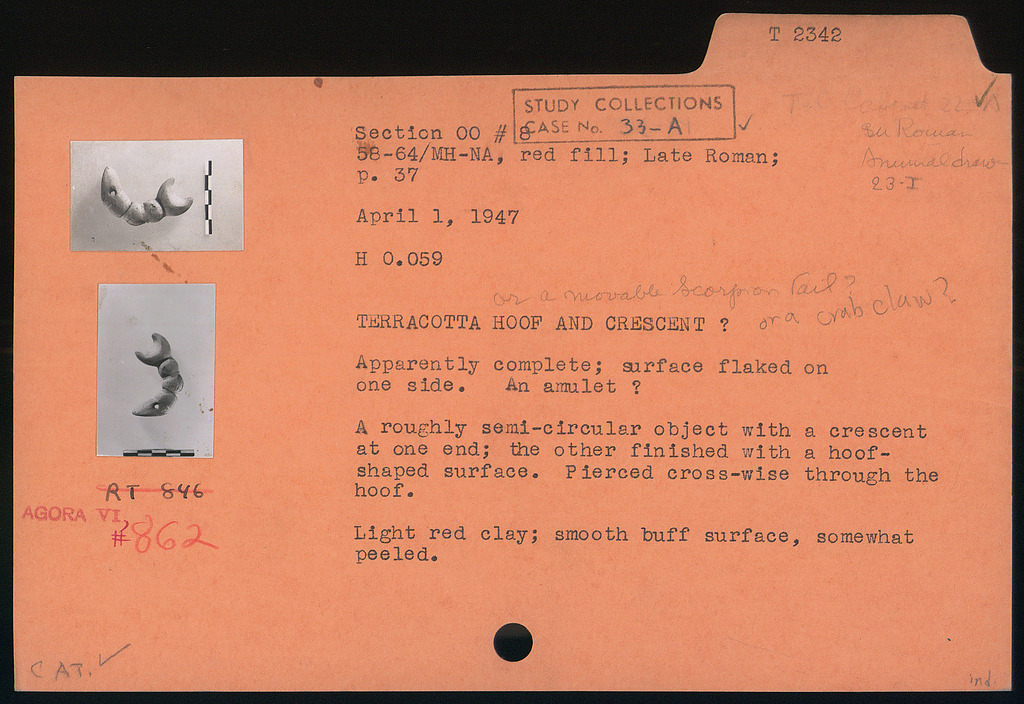 T 2342
STUDY COLLECTIONS
CASE No. 33-A ✓
Section OO # 8
58-64/MH-NA, red fill; Late Roman;
p. 37
Roman
Animal drawer
23-I
April 1, 1947
H 0.059
or a movable Scorpion Tail?
or a crab claw?
TERRACOTTA HOOF AND CRESCENT ?
Apparently complete; surface flaked on
one side. An amulet ?
A roughly semi-circular object with a crescent
at one end; the other finished with a hoof-
shaped surface. Pierced cross-wise through the
hoof.
RT 846
AGORA VI,
#862
Light red clay; smooth buff surface, somewhat
peeled.
CAT. ✓
ind.